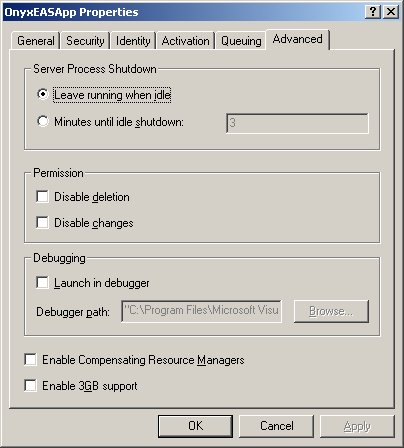 OnyxEASApp Properties
General Security Identity Activation Queuing Advanced
Server Process Shutdown
Leave running when idle
Minutes until idle shutdown: 3
Permission
Disable deletion
Disable changes
Debugging
Launch in debugger
Debugger path: "C:\Program Files\Microsoft Visu Browse...
Enable Compensating Resource Managers
Enable 3GB support
OK Cancel Apply